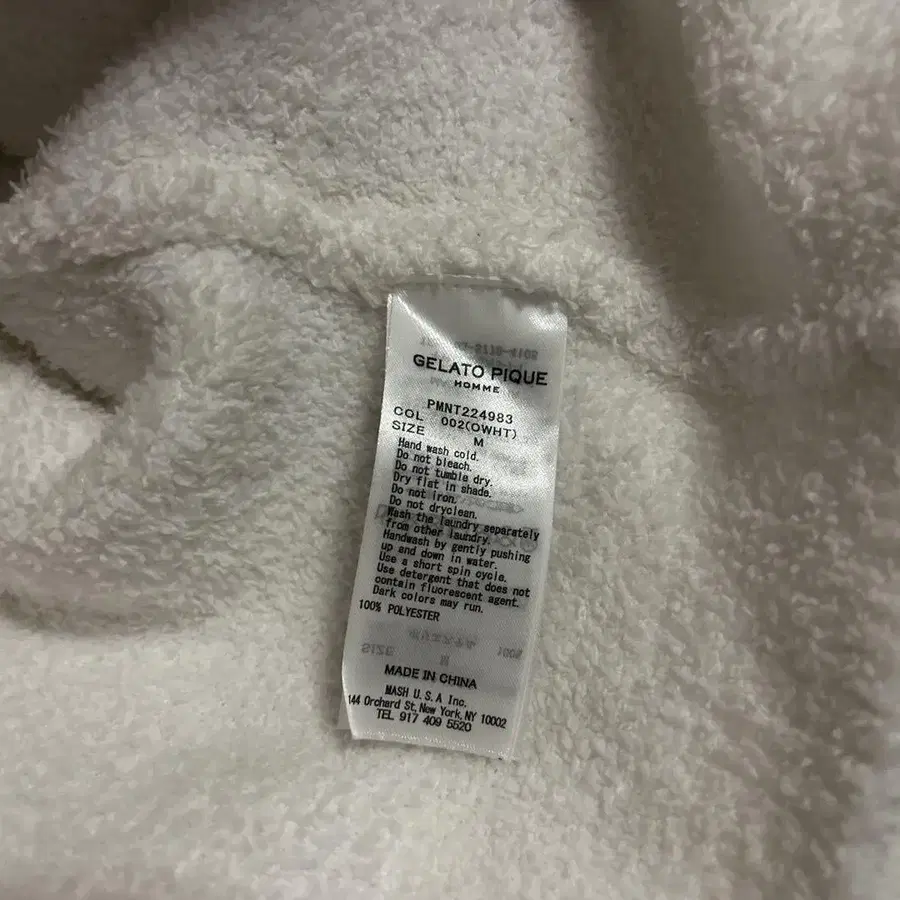 GELATO PIQUE
HOMME
PMNT224983
COL 002(OWHT)
SIZE M
Hand wash cold.
Do not bleach.
Do not tumble dry.
Dry flat in shade.
Do not iron.
Do not dryclean.
Wash the laundry separately
from other laundry.
Handwash by gently pushing
up and down in water.
Use a short spin cycle.
Use detergent that does not
contain fluorescent agent.
Dark colors may run.
100% POLYESTER
MADE IN CHINA
MASH U.S.A Inc.
144 Orchard St, New York, NY 10002
TEL 917 409 5520